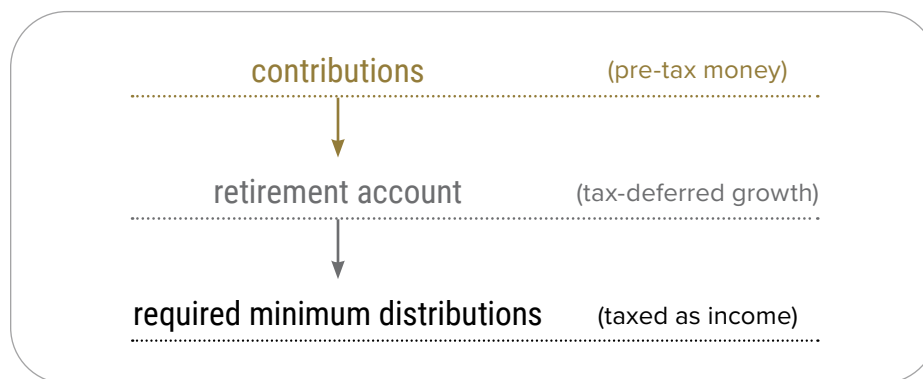 contributions (pre-tax money)
retirement account (tax-deferred growth)
required minimum distributions (taxed as income)